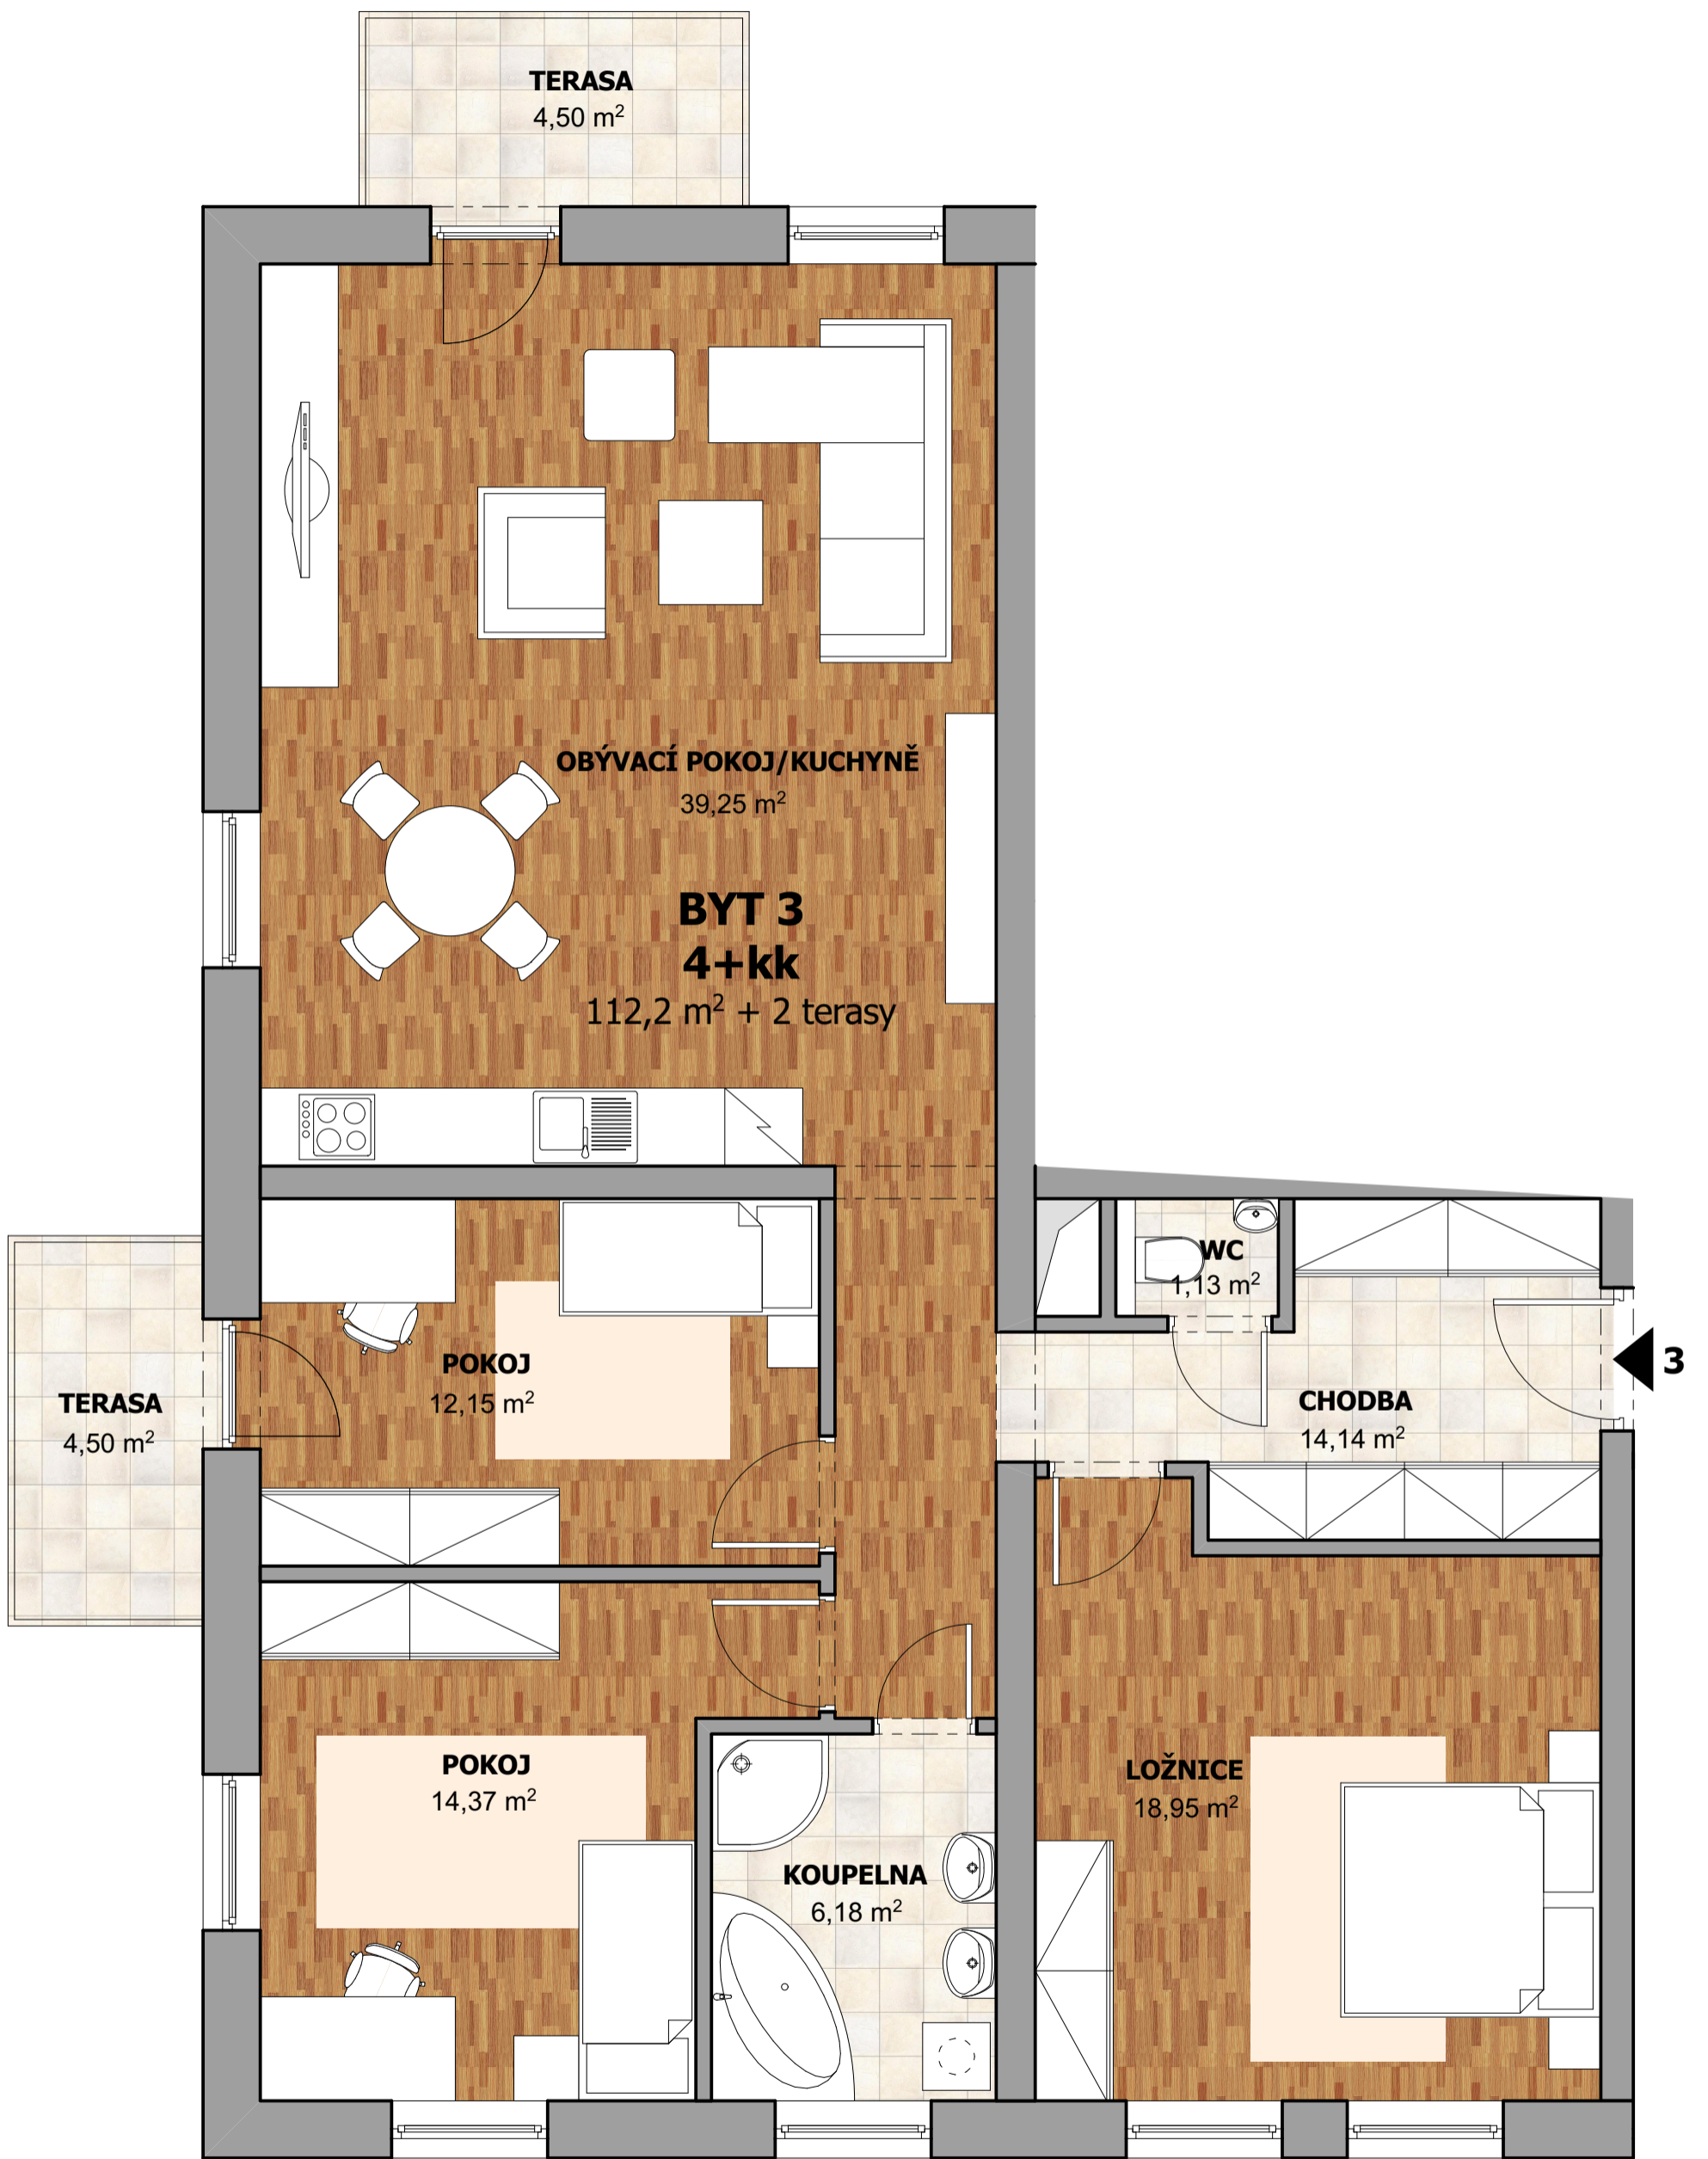 TERASA
4,50 m²
OBÝVACÍ POKOJ/KUCHYNĚ
39,25 m²
BYT 3
4+kk
112,2 m² + 2 terasy
WC
1,13 m²
POKOJ
12,15 m²
TERASA
4,50 m²
CHODBA
14,14 m²
3
POKOJ
14,37 m²
LOŽNICE
18,95 m²
KOUPELNA
6,18 m²